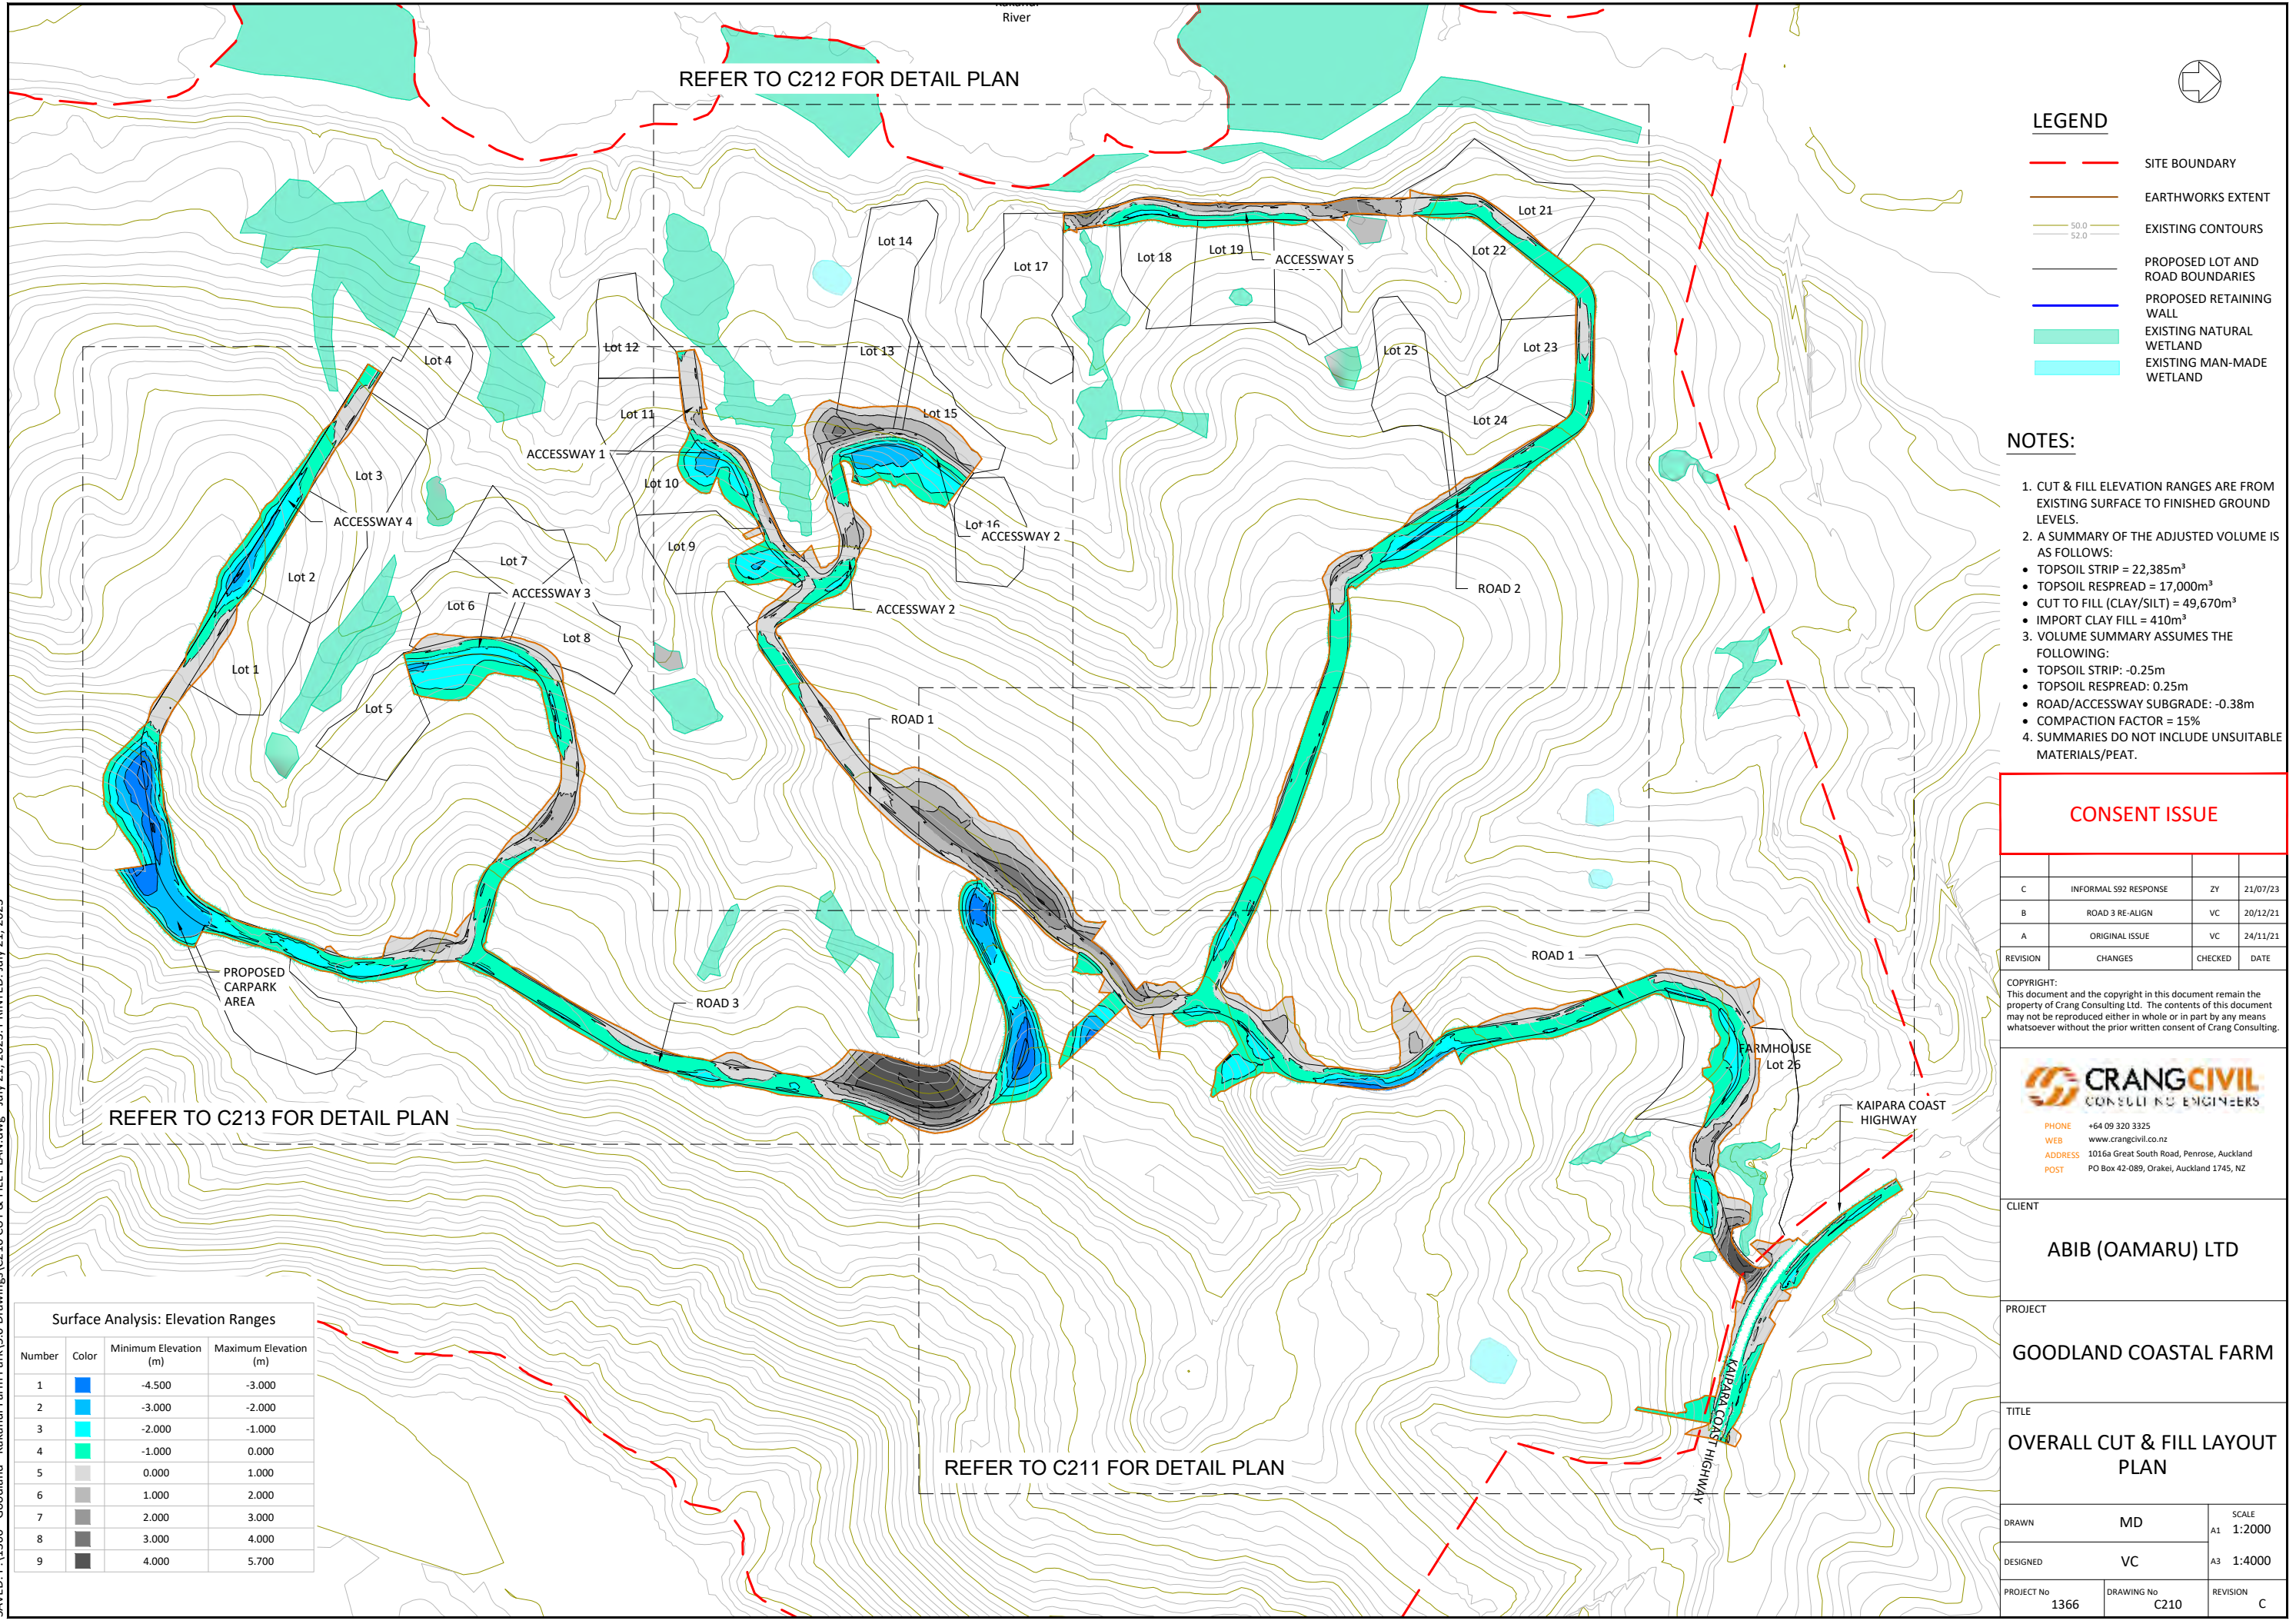 River
REFER TO C212 FOR DETAIL PLAN
Lot 21
Lot 14
Lot 22
Lot 17
Lot 18
Lot 19
ACCESSWAY 5
Lot 12
Lot 4
Lot 13
Lot 25
Lot 23
Lot 11
Lot 15
Lot 24
ACCESSWAY 1
Lot 3
Lot 10
ACCESSWAY 4
Lot 16
ACCESSWAY 2
Lot 9
Lot 7
Lot 2
ACCESSWAY 3
ROAD 2
Lot 6
ACCESSWAY 2
Lot 8
Lot 1
Lot 5
ROAD 1
PROPOSED
CARPARK
AREA
ROAD 3
ROAD 1
FARMHOUSE
Lot 26
KAIPARA COAST
HIGHWAY
REFER TO C213 FOR DETAIL PLAN
KAIPARA COAST HIGHWAY
REFER TO C211 FOR DETAIL PLAN
Surface Analysis: Elevation Ranges
Number Color Minimum Elevation (m) Maximum Elevation (m)
1 -4.500 -3.000
2 -3.000 -2.000
3 -2.000 -1.000
4 -1.000 0.000
5 0.000 1.000
6 1.000 2.000
7 2.000 3.000
8 3.000 4.000
9 4.000 5.700
LEGEND
SITE BOUNDARY
EARTHWORKS EXTENT
50.0
52.0
EXISTING CONTOURS
PROPOSED LOT AND
ROAD BOUNDARIES
PROPOSED RETAINING
WALL
EXISTING NATURAL
WETLAND
EXISTING MAN-MADE
WETLAND
NOTES:
1. CUT & FILL ELEVATION RANGES ARE FROM
EXISTING SURFACE TO FINISHED GROUND
LEVELS.
2. A SUMMARY OF THE ADJUSTED VOLUME IS
AS FOLLOWS:
• TOPSOIL STRIP = 22,385m³
• TOPSOIL RESPREAD = 17,000m³
• CUT TO FILL (CLAY/SILT) = 49,670m³
• IMPORT CLAY FILL = 410m³
3. VOLUME SUMMARY ASSUMES THE
FOLLOWING:
• TOPSOIL STRIP: -0.25m
• TOPSOIL RESPREAD: 0.25m
• ROAD/ACCESSWAY SUBGRADE: -0.38m
• COMPACTION FACTOR = 15%
4. SUMMARIES DO NOT INCLUDE UNSUITABLE
MATERIALS/PEAT.
CONSENT ISSUE
C INFORMAL S92 RESPONSE ZY 21/07/23
B ROAD 3 RE-ALIGN VC 20/12/21
A ORIGINAL ISSUE VC 24/11/21
REVISION CHANGES CHECKED DATE
COPYRIGHT:
This document and the copyright in this document remain the
property of Crang Consulting Ltd. The contents of this document
may not be reproduced either in whole or in part by any means
whatsoever without the prior written consent of Crang Consulting.
CRANGCIVIL
CONSULTING ENGINEERS
PHONE +64 09 320 3325
WEB www.crangcivil.co.nz
ADDRESS 1016a Great South Road, Penrose, Auckland
POST PO Box 42-089, Orakei, Auckland 1745, NZ
CLIENT
ABIB (OAMARU) LTD
PROJECT
GOODLAND COASTAL FARM
TITLE
OVERALL CUT & FILL LAYOUT
PLAN
DRAWN MD
SCALE
A1 1:2000
DESIGNED VC
A3 1:4000
PROJECT No 1366
DRAWING No C210
REVISION C